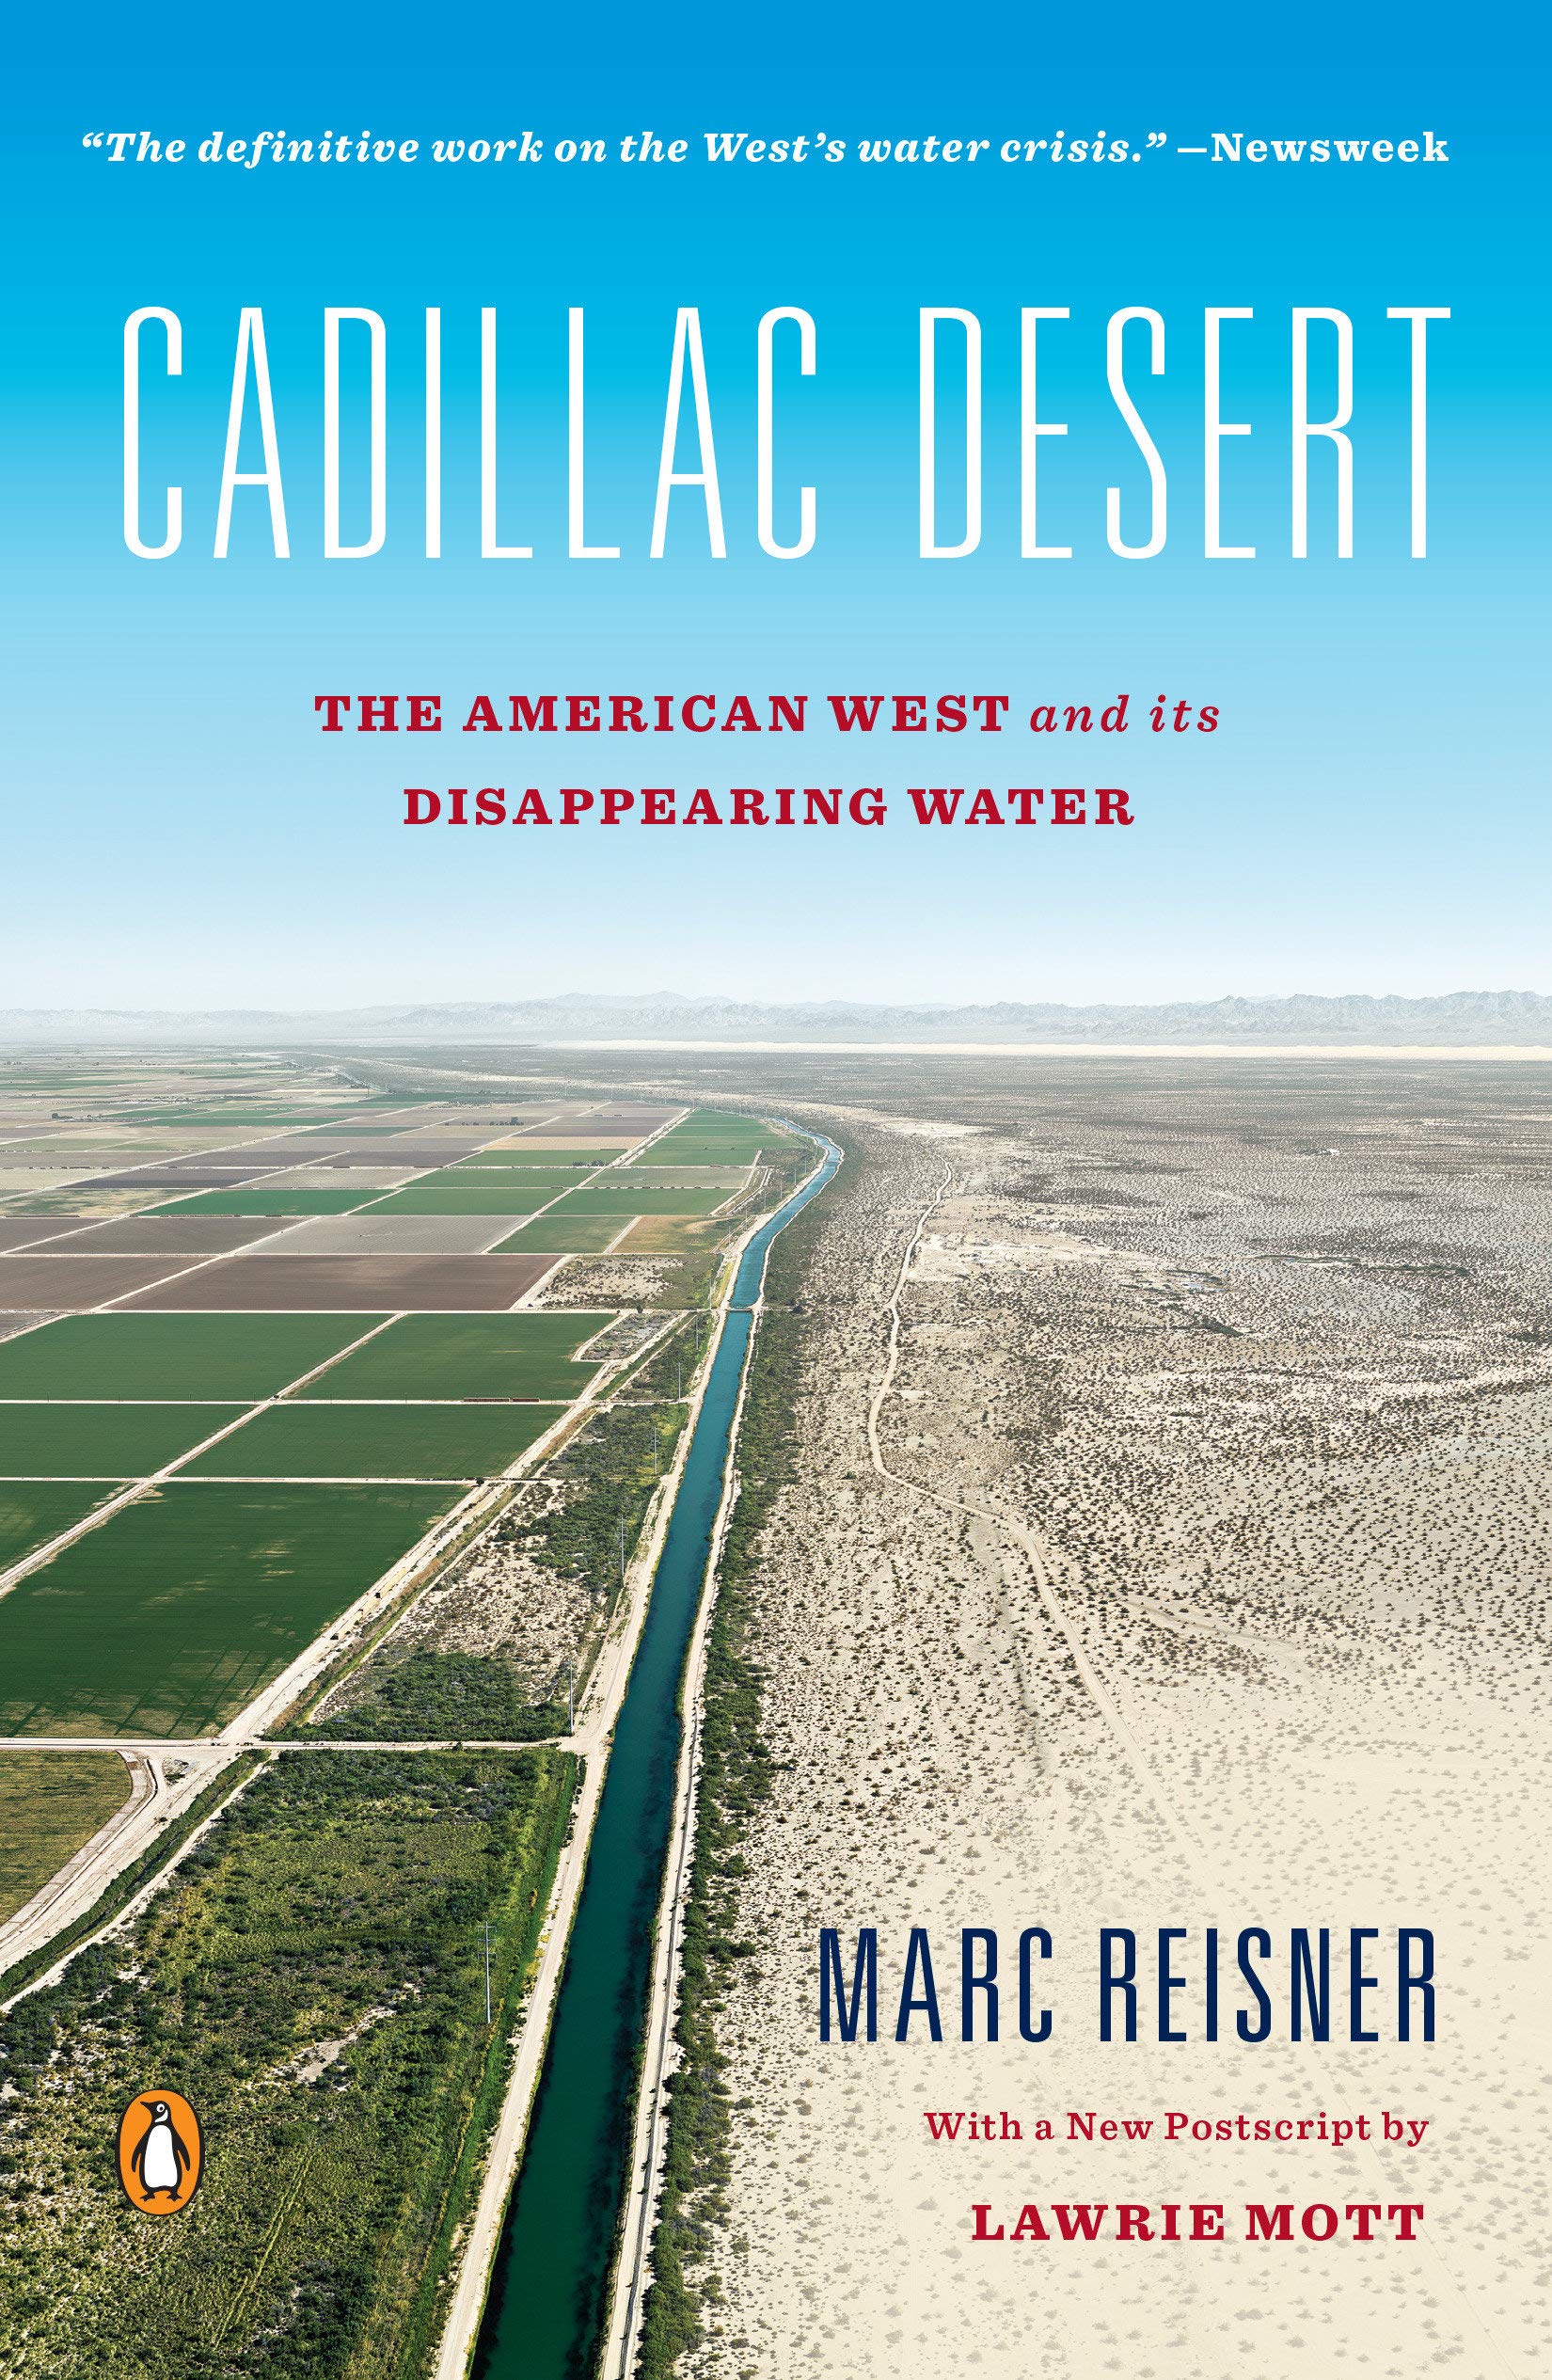 “The definitive work on the West’s water crisis.” —Newsweek
CADILLAC DESERT
THE AMERICAN WEST and its
DISAPPEARING WATER
MARC REISNER
With a New Postscript by
LAWRIE MOTT